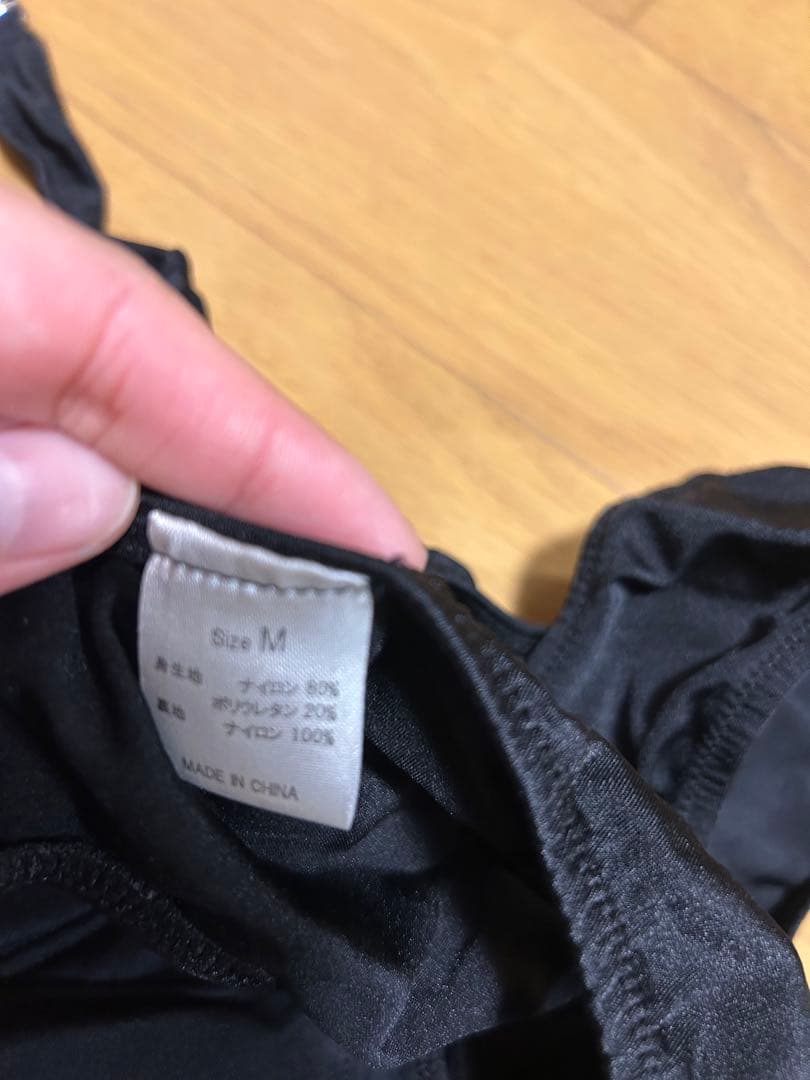 Size M
身生地 ナイロン 80%
ポリウレタン 20%
裏地 ナイロン 100%
MADE IN CHINA